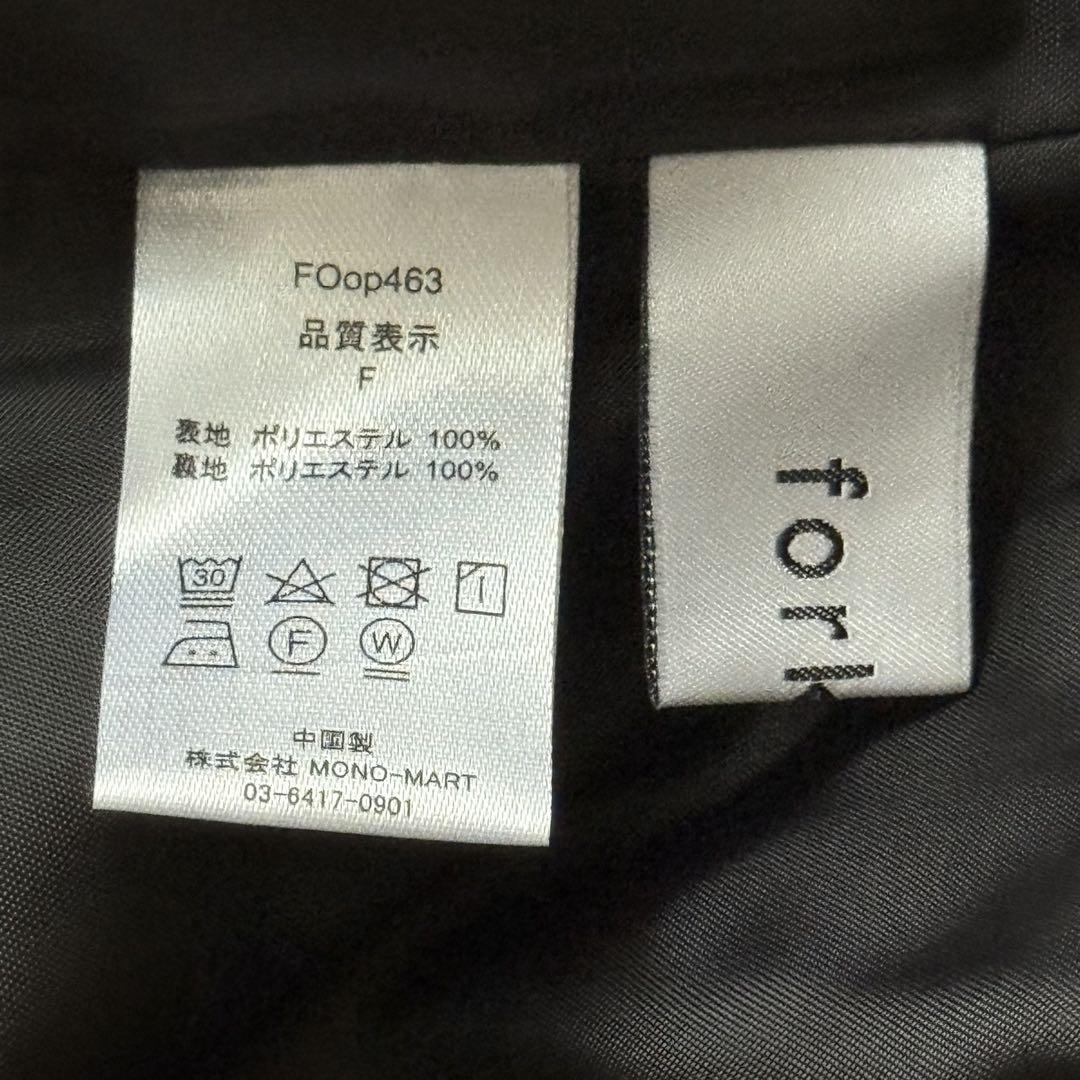 FOop463
品質表示
F
表地 ポリエステル 100%
裏地 ポリエステル 100%
30
F W
中国製
株式会社 MONO-MART
03-6417-0901
fork